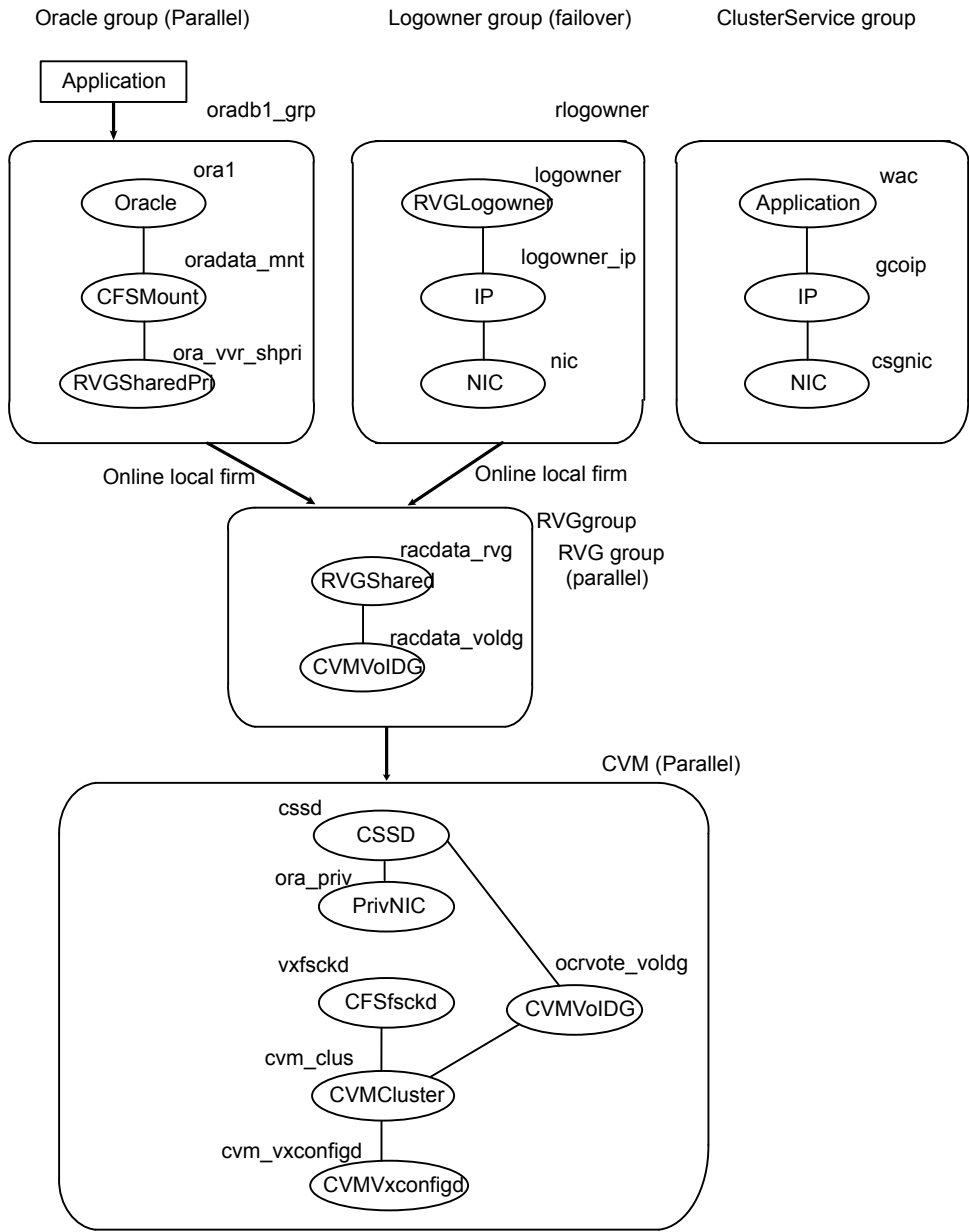 Oracle group (Parallel)
Logowner group (failover)
ClusterService group
Application
oradb1_grp
rlogowner
ora1
Oracle
oradata_mnt
CFSMount
ora_vvr_shpri
RVGSharedPri
logowner
RVGLogowner
logowner_ip
IP
nic
NIC
wac
Application
gcoip
IP
csgnic
NIC
Online local firm
Online local firm
RVGgroup
RVG group
(parallel)
racdata_rvg
RVGShared
racdata_voldg
CVMVolDG
CVM (Parallel)
cssd
CSSD
ora_priv
PrivNIC
vxfsckd
CFSfsckd
ocrvote_voldg
CVMVolDG
cvm_clus
CVMCluster
cvm_vxconfigd
CVMVxconfigd